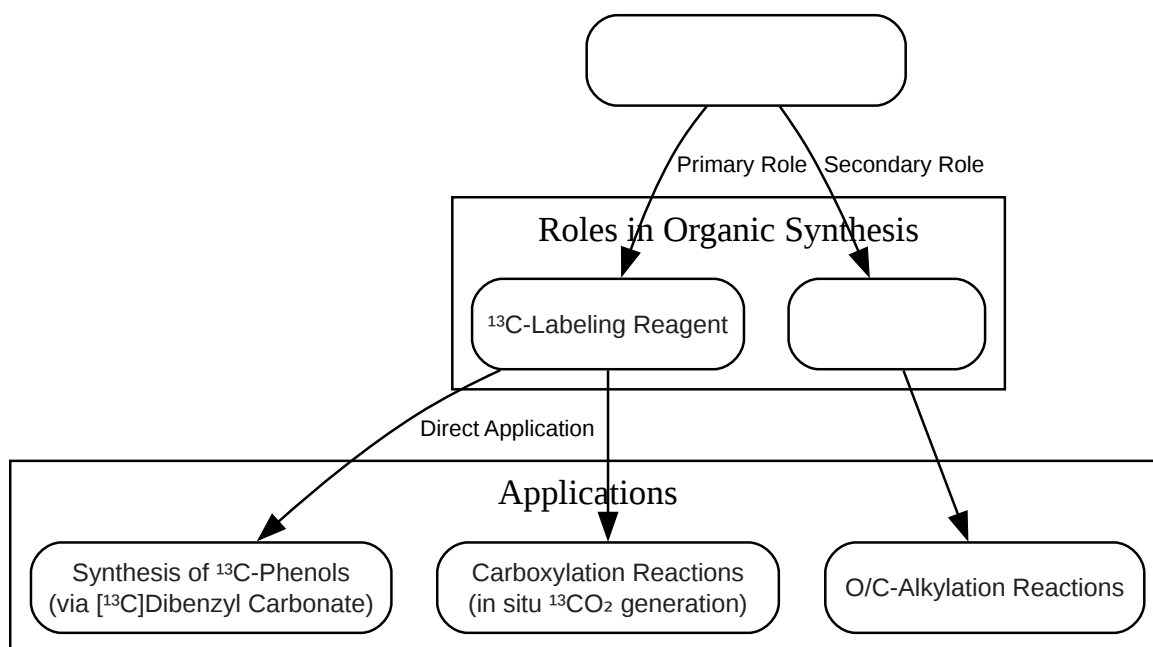 Primary Role
Secondary Role
Roles in Organic Synthesis
¹³C-Labeling Reagent
Direct Application
Applications
Synthesis of ¹³C-Phenols
(via [¹³C]Dibenzyl Carbonate)
Carboxylation Reactions
(in situ ¹³CO₂ generation)
O/C-Alkylation Reactions